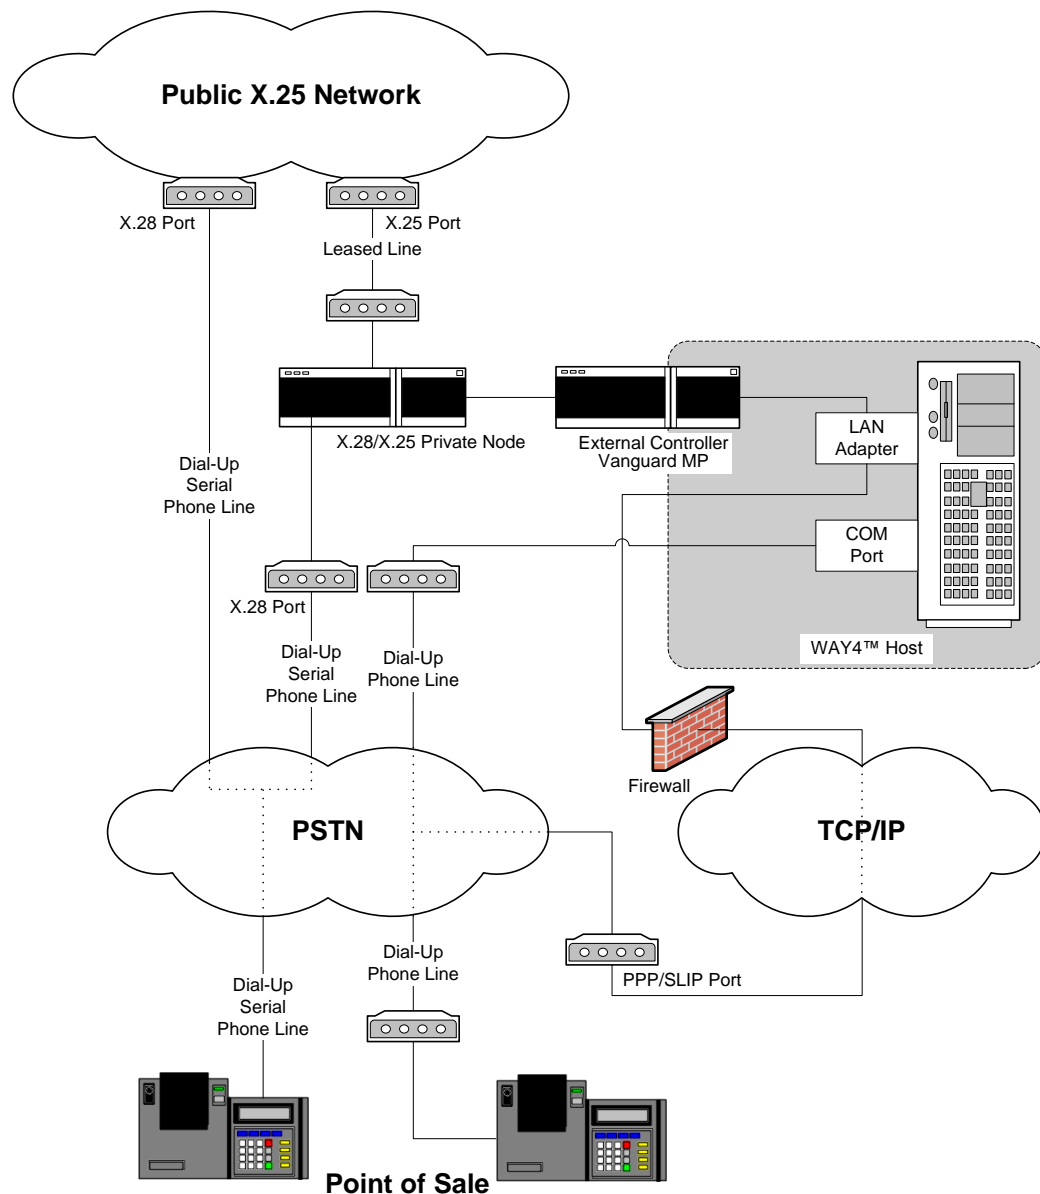 Public X.25 Network
X.28 Port
X.25 Port
Leased Line
X.28/X.25 Private Node
External Controller
Vanguard MP
LAN
Adapter
Dial-Up
Serial
Phone Line
COM
Port
X.28 Port
WAY4™ Host
Dial-Up
Serial
Phone Line
Dial-Up
Phone Line
Firewall
PSTN
TCP/IP
Dial-Up
Phone Line
PPP/SLIP Port
Dial-Up
Serial
Phone Line
Point of Sale